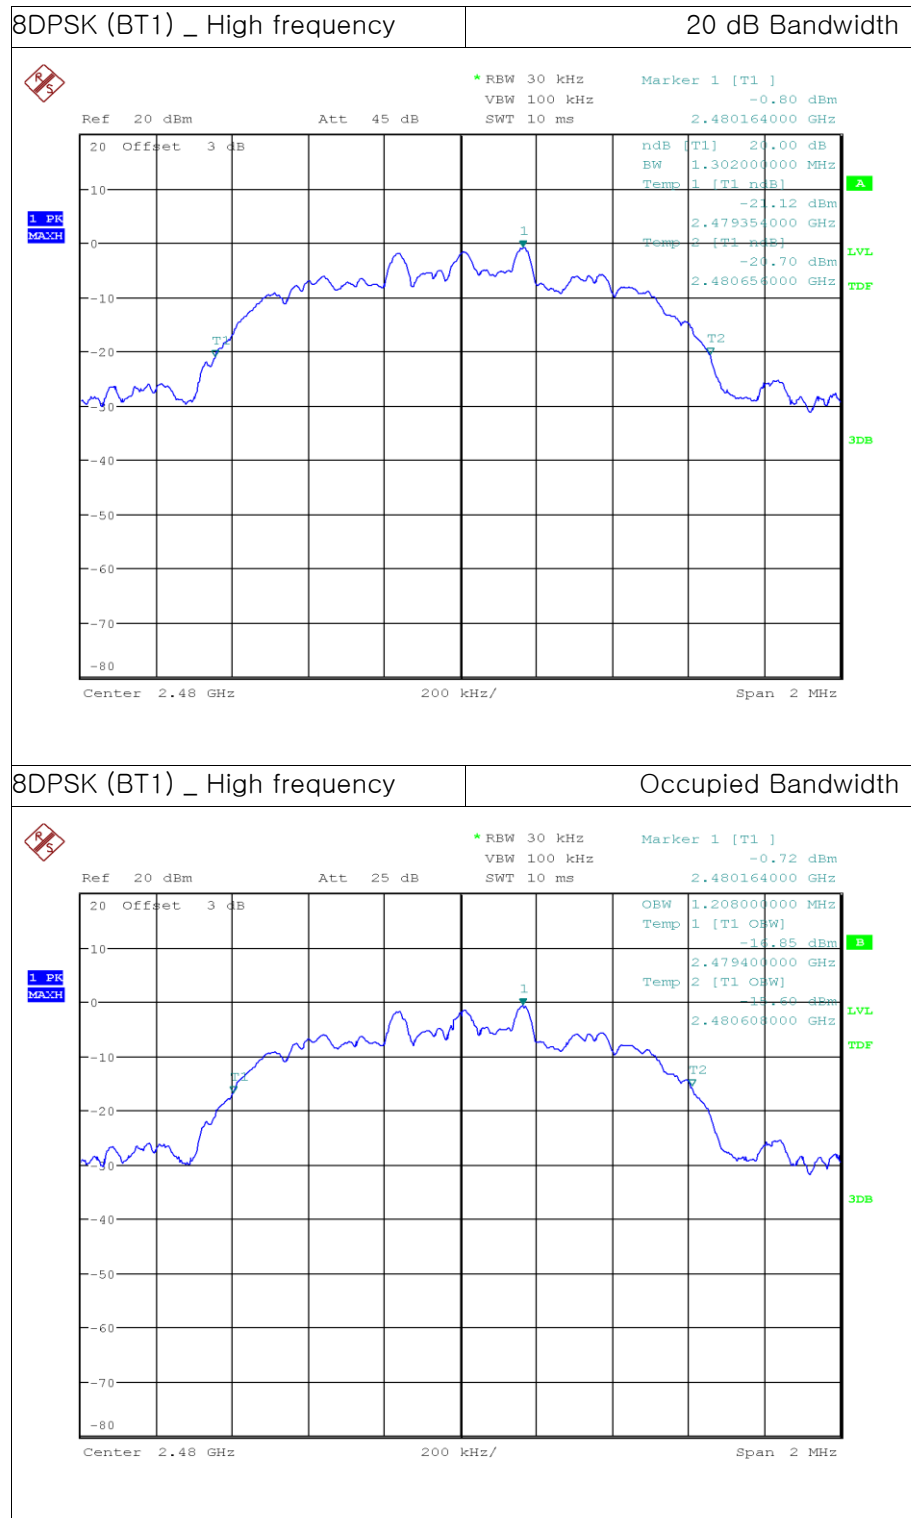 8DPSK (BT1) _ High frequency 20 dB Bandwidth
R S
* RBW 30 kHz Marker 1 [T1 ]
VBW 100 kHz -0.80 dBm
Ref 20 dBm Att 45 dB SWT 10 ms 2.480164000 GHz
20 Offset 3 dB ndB [T1] 20.00 dB
BW 1.302000000 MHz
10 Temp 1 [T1 ndB] A
-21.12 dBm
1 PK 2.479354000 GHz
MAXH 1
0 Temp 2 [T1 ndB] LVL
-20.70 dBm
2.480656000 GHz TDF
-10
T1 T2
-20
-30
3DB
-40
-50
-60
-70
-80
Center 2.48 GHz 200 kHz/ Span 2 MHz
8DPSK (BT1) _ High frequency Occupied Bandwidth
R S
* RBW 30 kHz Marker 1 [T1 ]
VBW 100 kHz -0.72 dBm
Ref 20 dBm Att 25 dB SWT 10 ms 2.480164000 GHz
20 Offset 3 dB OBW 1.208000000 MHz
Temp 1 [T1 OBW]
10 -16.85 dBm B
2.479400000 GHz
1 PK Temp 2 [T1 OBW]
MAXH 1
0 -15.60 dBm LVL
2.480608000 GHz
TDF
-10
T1 T2
-20
-30
3DB
-40
-50
-60
-70
-80
Center 2.48 GHz 200 kHz/ Span 2 MHz